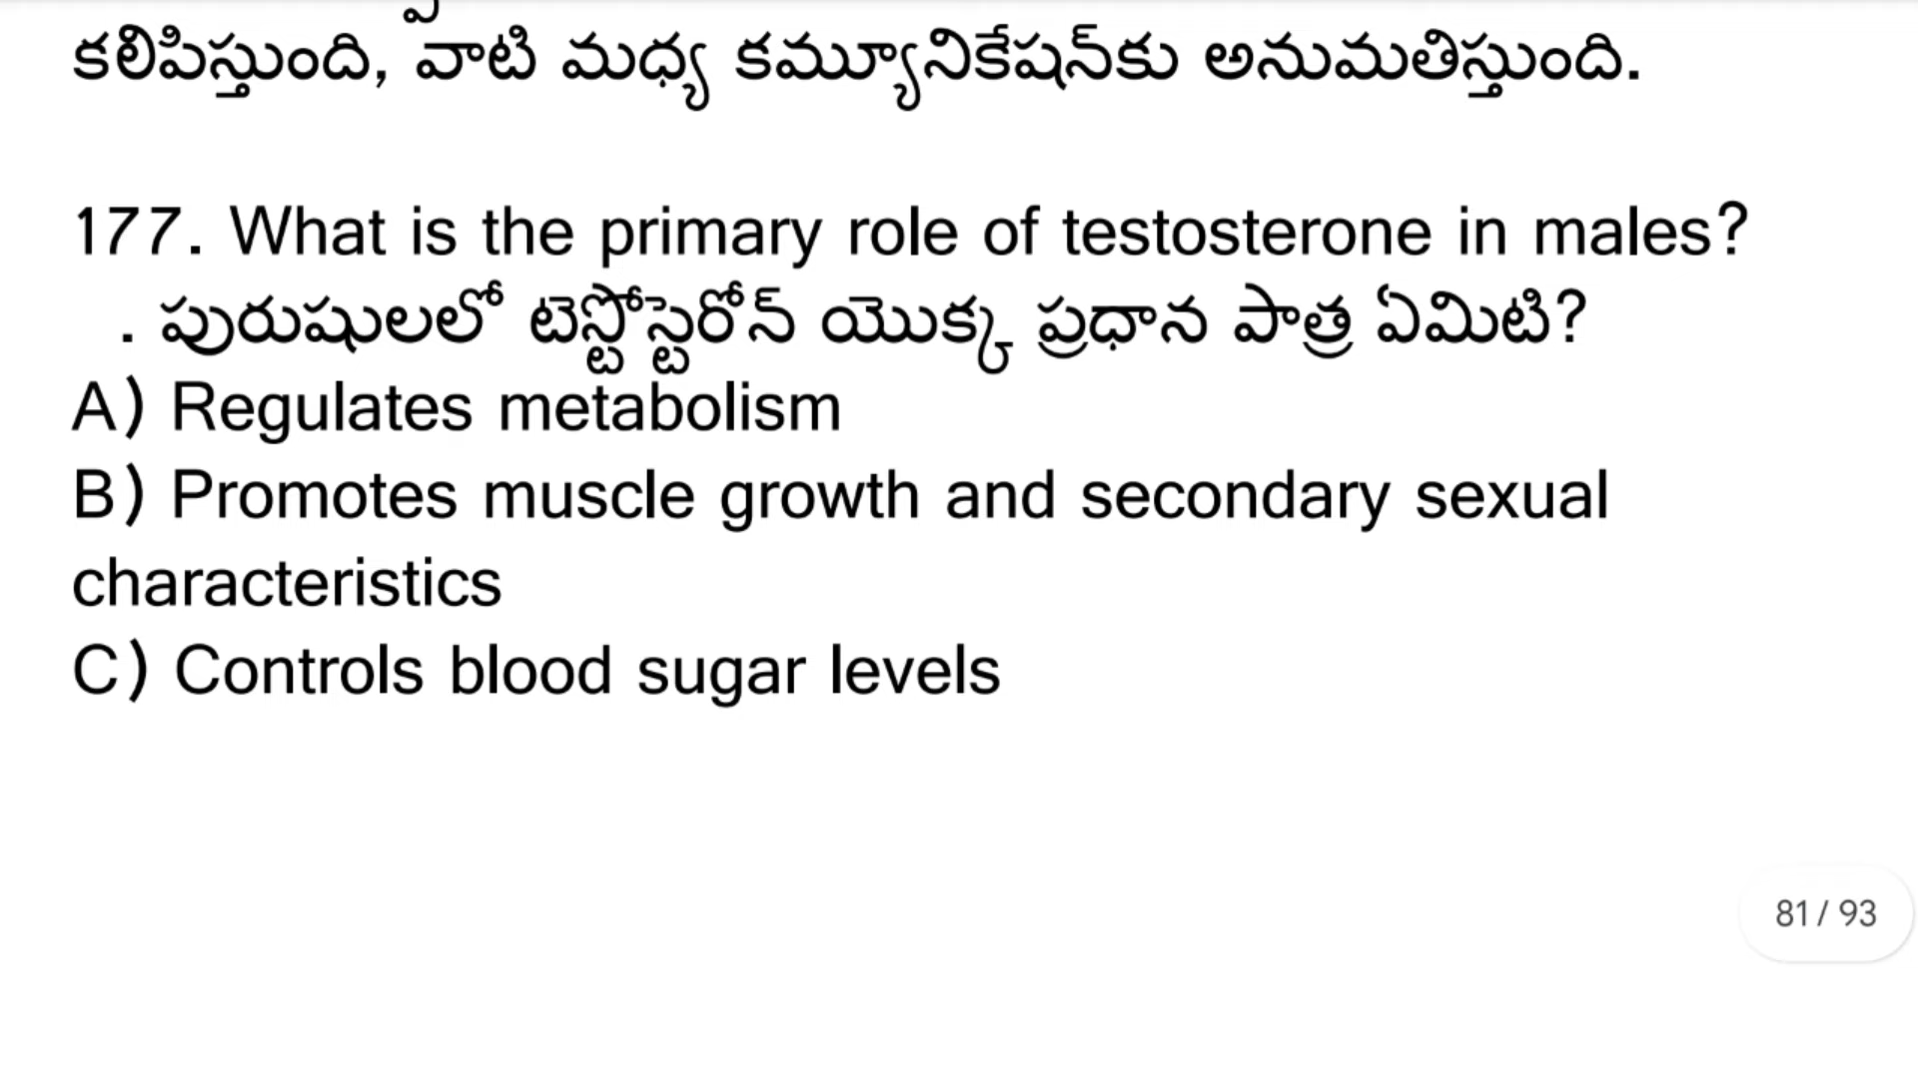 కలిపిస్తుంది, వాటి మధ్య కమ్యూనికేషన్‌కు అనుమతిస్తుంది.
177. What is the primary role of testosterone in males?
. పురుషులలో టెస్టోస్టెరోన్ యొక్క ప్రధాన పాత్ర ఏమిటి?
A) Regulates metabolism
B) Promotes muscle growth and secondary sexual
characteristics
C) Controls blood sugar levels
81 / 93